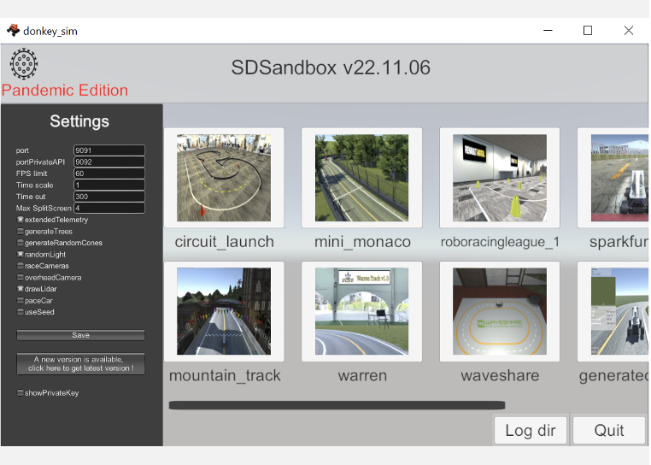 donkey_sim
SDSandbox v22.11.06
Pandemic Edition
Settings
port 9091
portPrivateAPI 9092
FPS limit 60
Time scale 1
Time out 300
Max SplitScreen 4
extendedTelemetry
generateTrees
generateRandomCones
randomLight
raceCameras
overheadCamera
drawLidar
paceCar
useSeed
Save
A new version is available,
click here to get latest version !
showPrivateKey
circuit_launch
mini_monaco
roboracingleague_1
sparkfun
mountain_track
warren
waveshare
generated
Log dir
Quit